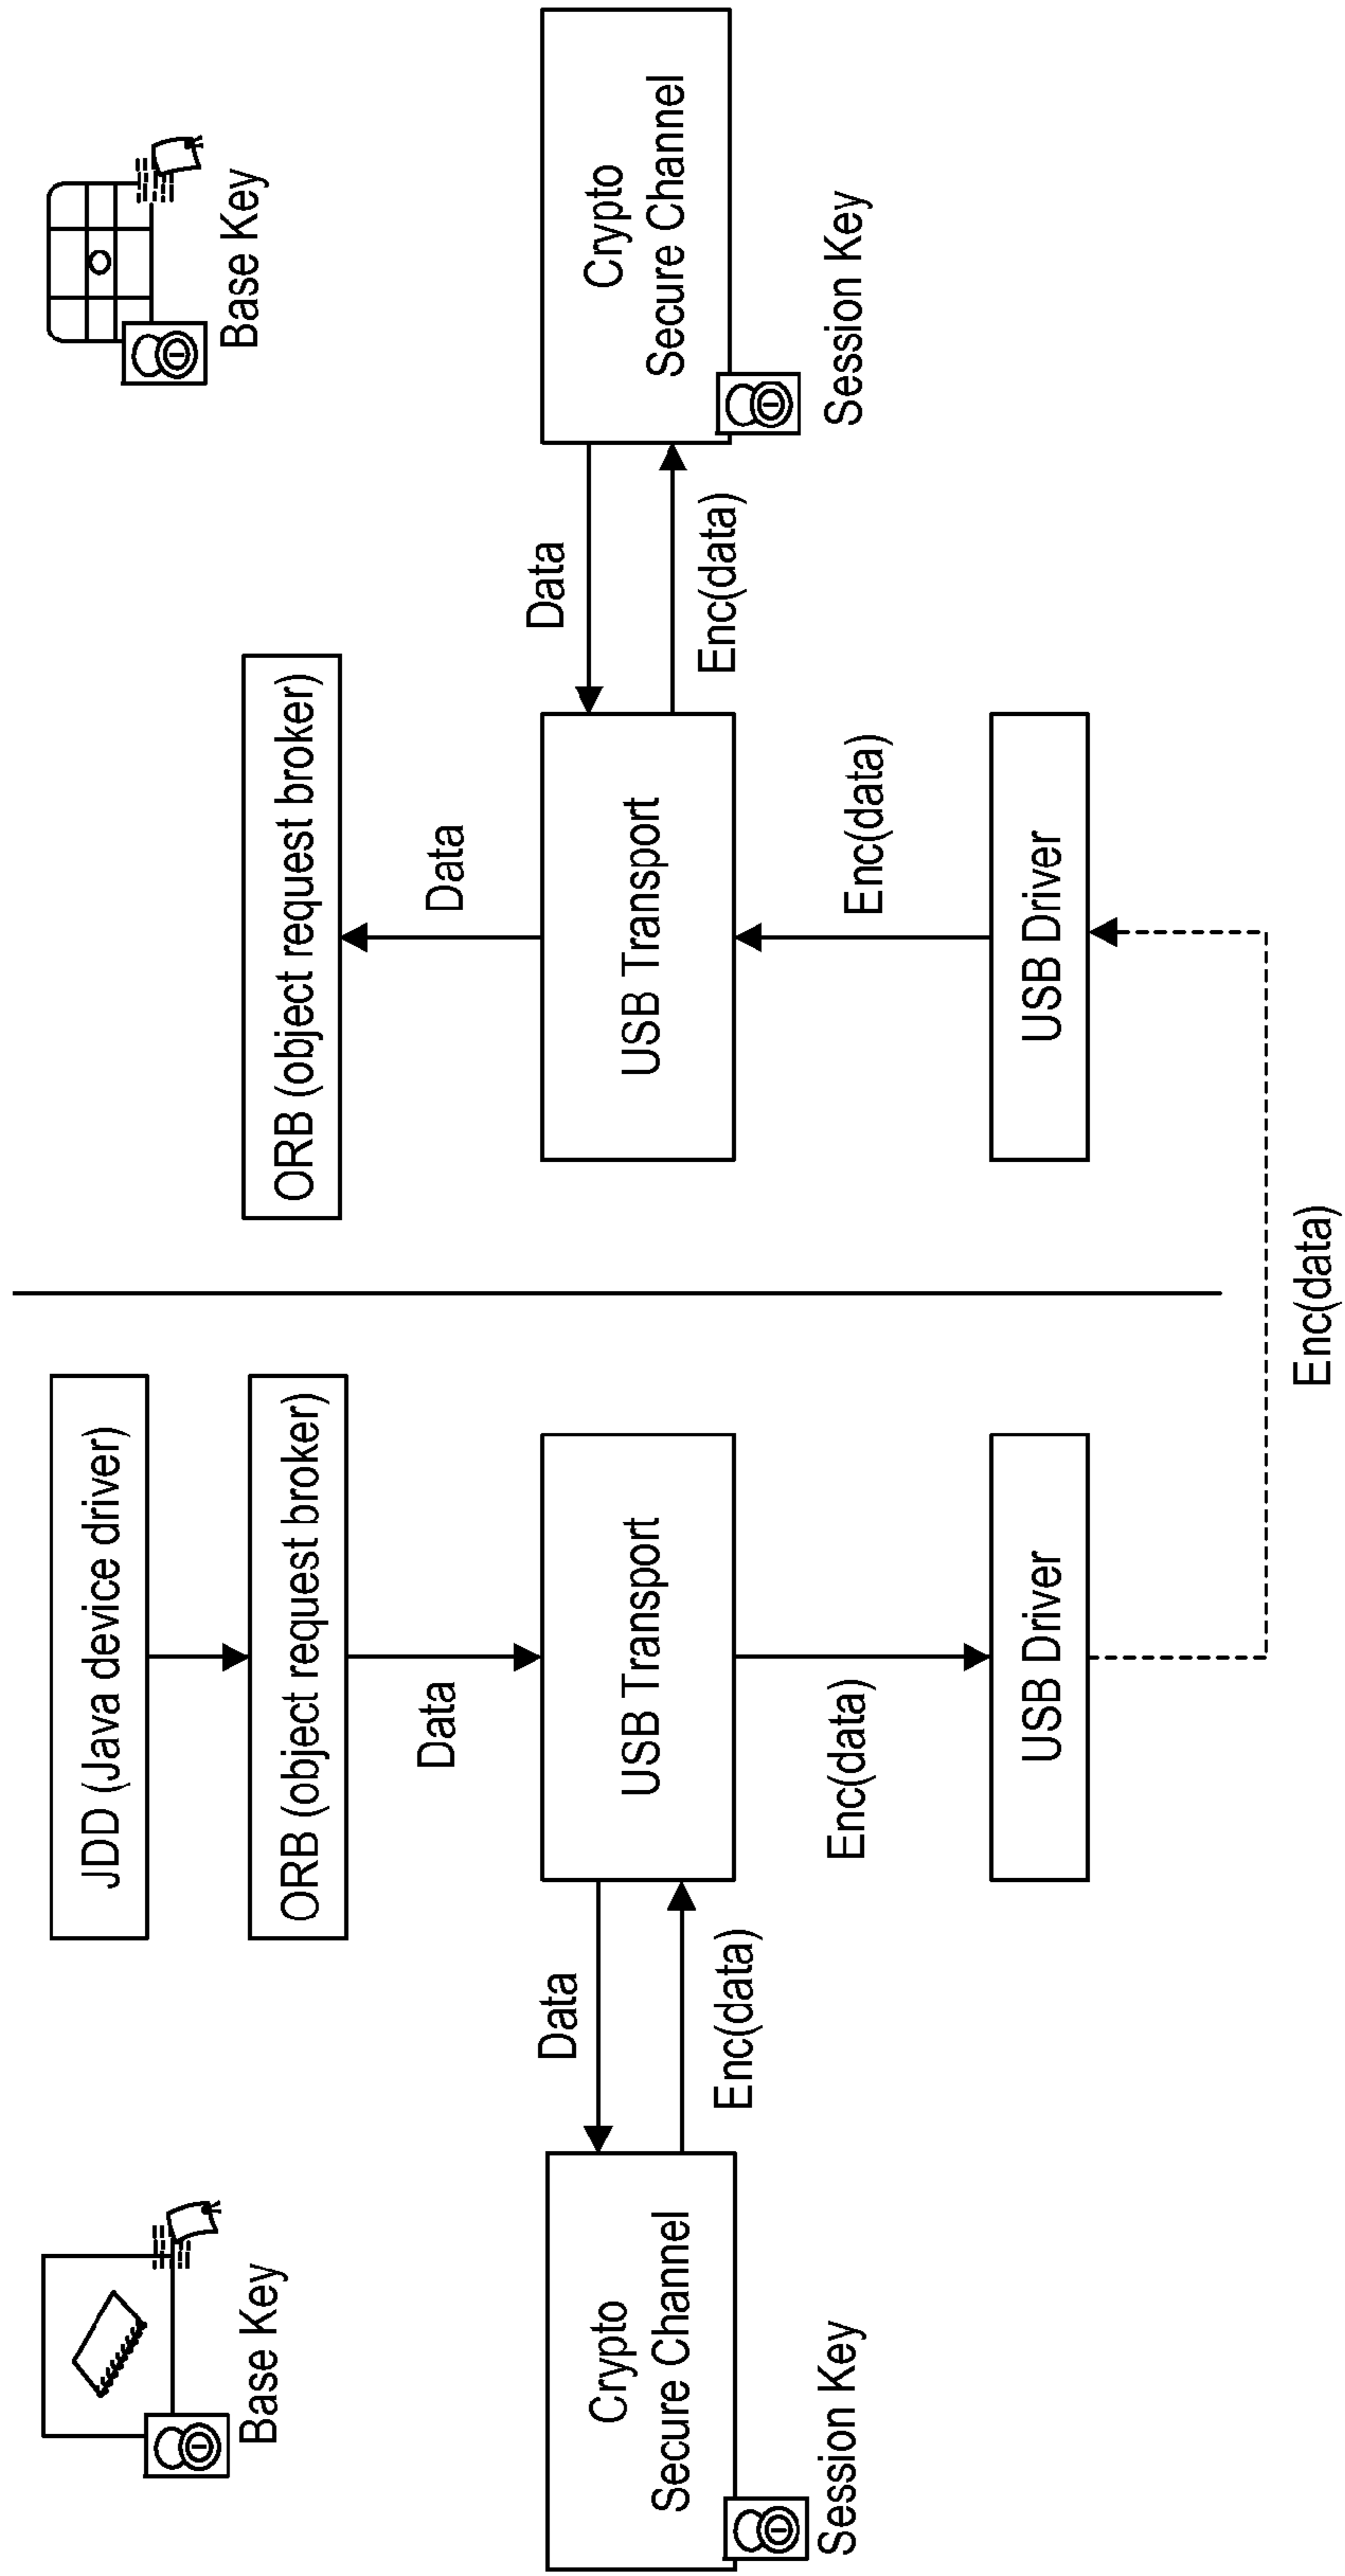 Base Key
JDD (Java device driver)
ORB (object request broker)
Data
Crypto
Secure Channel
Session Key
Data
Enc(data)
USB Transport
Enc(data)
USB Driver
Enc(data)
Base Key
ORB (object request broker)
Data
USB Transport
Data
Enc(data)
Crypto
Secure Channel
Session Key
Enc(data)
USB Driver